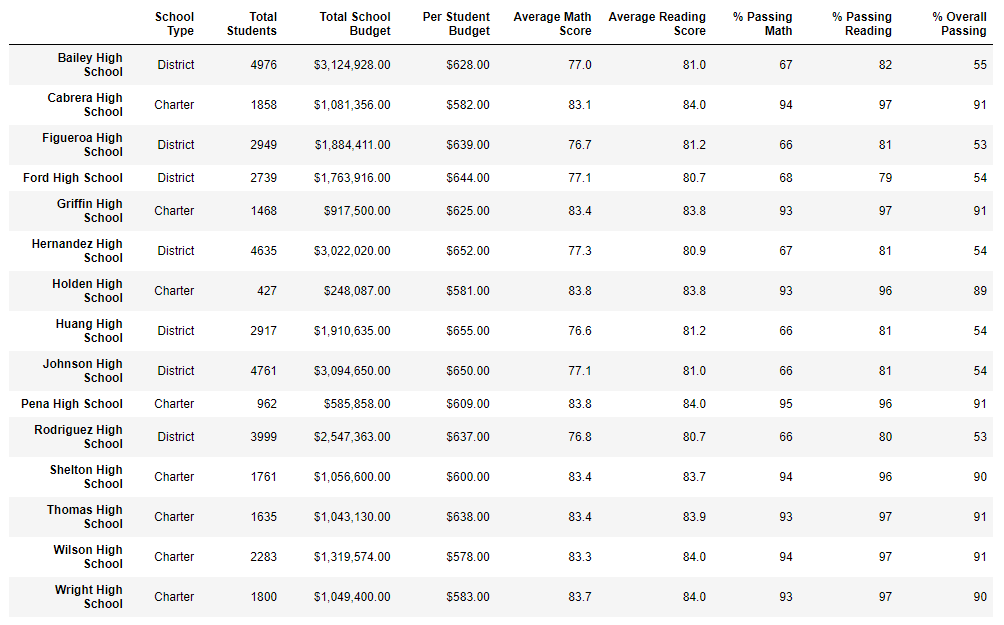 School Type Total Students Total School Budget Per Student Budget Average Math Score Average Reading Score % Passing Math % Passing Reading % Overall Passing
Bailey High School District 4976 $3,124,928.00 $628.00 77.0 81.0 67 82 55
Cabrera High School Charter 1858 $1,081,356.00 $582.00 83.1 84.0 94 97 91
Figueroa High School District 2949 $1,884,411.00 $639.00 76.7 81.2 66 81 53
Ford High School District 2739 $1,763,916.00 $644.00 77.1 80.7 68 79 54
Griffin High School Charter 1468 $917,500.00 $625.00 83.4 83.8 93 97 91
Hernandez High School District 4635 $3,022,020.00 $652.00 77.3 80.9 67 81 54
Holden High School Charter 427 $248,087.00 $581.00 83.8 83.8 93 96 89
Huang High School District 2917 $1,910,635.00 $655.00 76.6 81.2 66 81 54
Johnson High School District 4761 $3,094,650.00 $650.00 77.1 81.0 66 81 54
Pena High School Charter 962 $585,858.00 $609.00 83.8 84.0 95 96 91
Rodriguez High School District 3999 $2,547,363.00 $637.00 76.8 80.7 66 80 53
Shelton High School Charter 1761 $1,056,600.00 $600.00 83.4 83.7 94 96 90
Thomas High School Charter 1635 $1,043,130.00 $638.00 83.4 83.9 93 97 91
Wilson High School Charter 2283 $1,319,574.00 $578.00 83.3 84.0 94 97 91
Wright High School Charter 1800 $1,049,400.00 $583.00 83.7 84.0 93 97 90